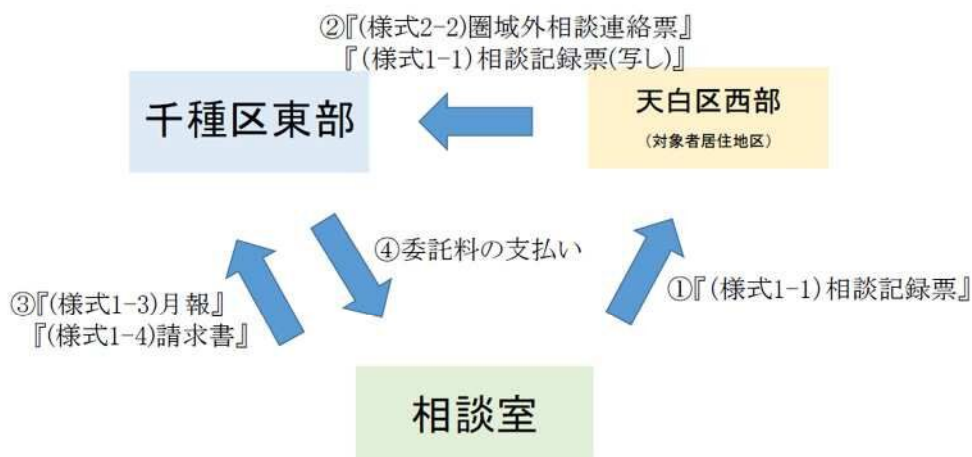 ②『(様式2-2)圏域外相談連絡票』
『(様式1-1)相談記録票(写し)』
千種区東部
天白区西部
(対象者居住地区)
④委託料の支払い
③『(様式1-3)月報』
『(様式1-4)請求書』
①『(様式1-1)相談記録票』
相談室